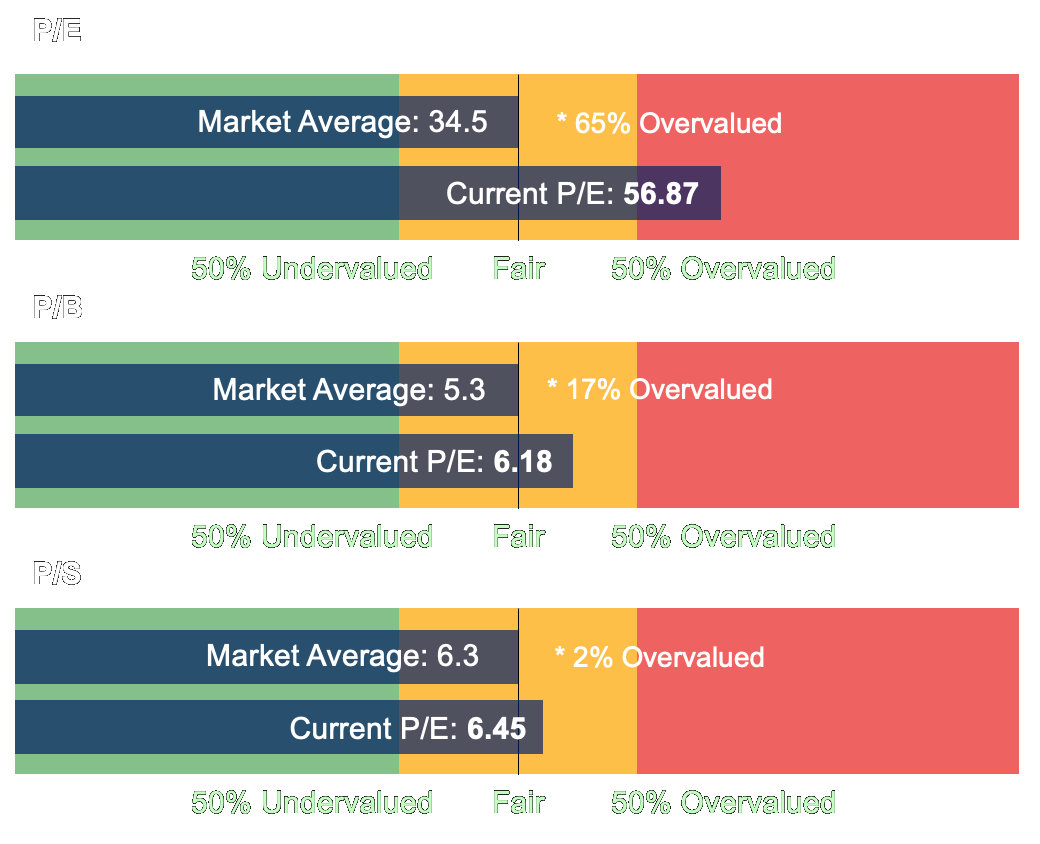 P/E
Market Average: 34.5
* 65% Overvalued
Current P/E: 56.87
50% Undervalued Fair 50% Overvalued
P/B
Market Average: 5.3
* 17% Overvalued
Current P/E: 6.18
50% Undervalued Fair 50% Overvalued
P/S
Market Average: 6.3
* 2% Overvalued
Current P/E: 6.45
50% Undervalued Fair 50% Overvalued